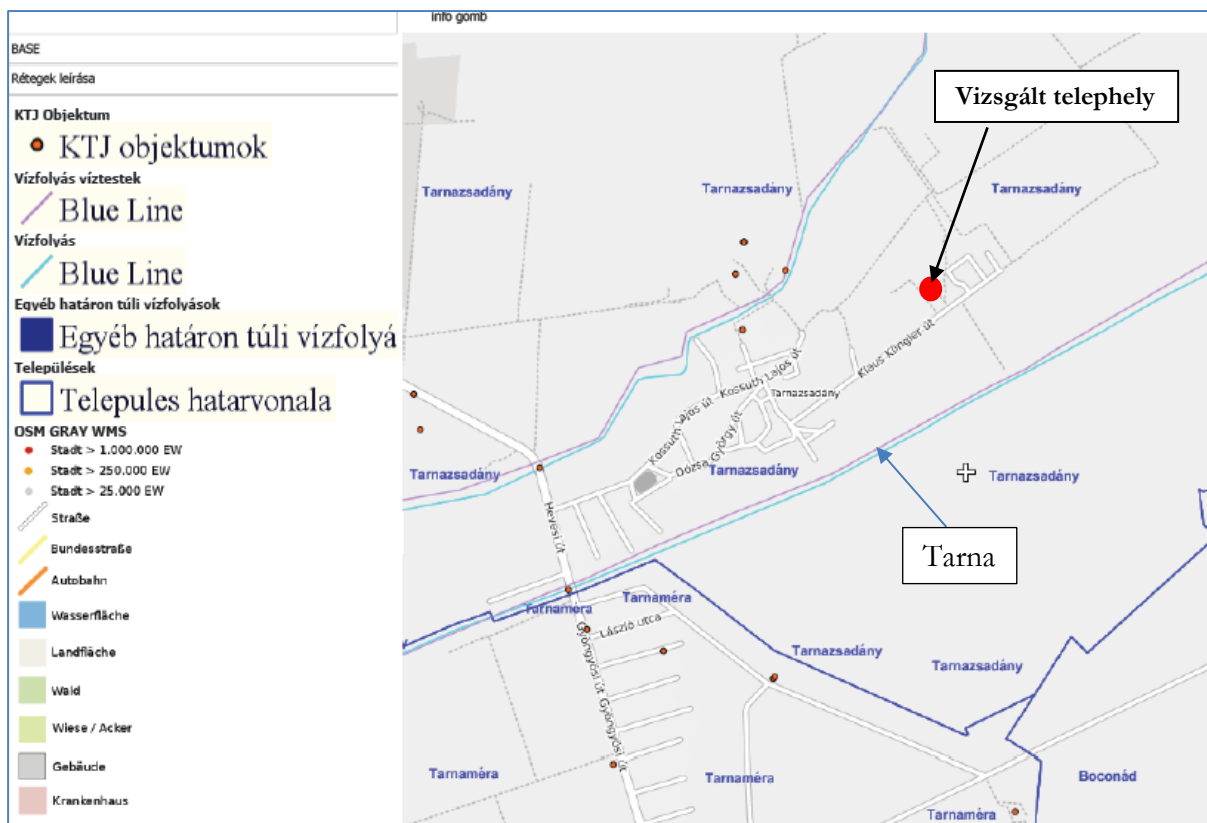 info gomb
BASE
Rétegek leírása
KTJ Objektum
KTJ objektumok
Vízfolyás víztestek
Blue Line
Vízfolyás
Blue Line
Egyéb határon túli vízfolyások
Egyéb határon túli vízfolyá
Települések
Telepules hatarvonala
OSM GRAY WMS
Stadt > 1.000.000 EW
Stadt > 250.000 EW
Stadt > 25.000 EW
Straße
Bundesstraße
Autobahn
Wasserfläche
Landfläche
Wald
Wiese / Acker
Gebäude
Krankenhaus
Vizsgált telephely
Tarnazsadány
Tarnazsadány
Tarnazsadány
Klaus Klingler út
Kossuth Lajos út
Kossuth Lajos út
Tarnazsadány
Dózsa György út
Tarnazsadány
Tarnazsadány
Tarnazsadány
Hevesi út
Tarna
Tarnaméra
Tarnaméra
László utca
Gyöngyösi út
Gyöngyösi út
Tarnazsadány
Tarnazsadány
Tarnaméra
Tarnaméra
Boconád
Tarnaméra